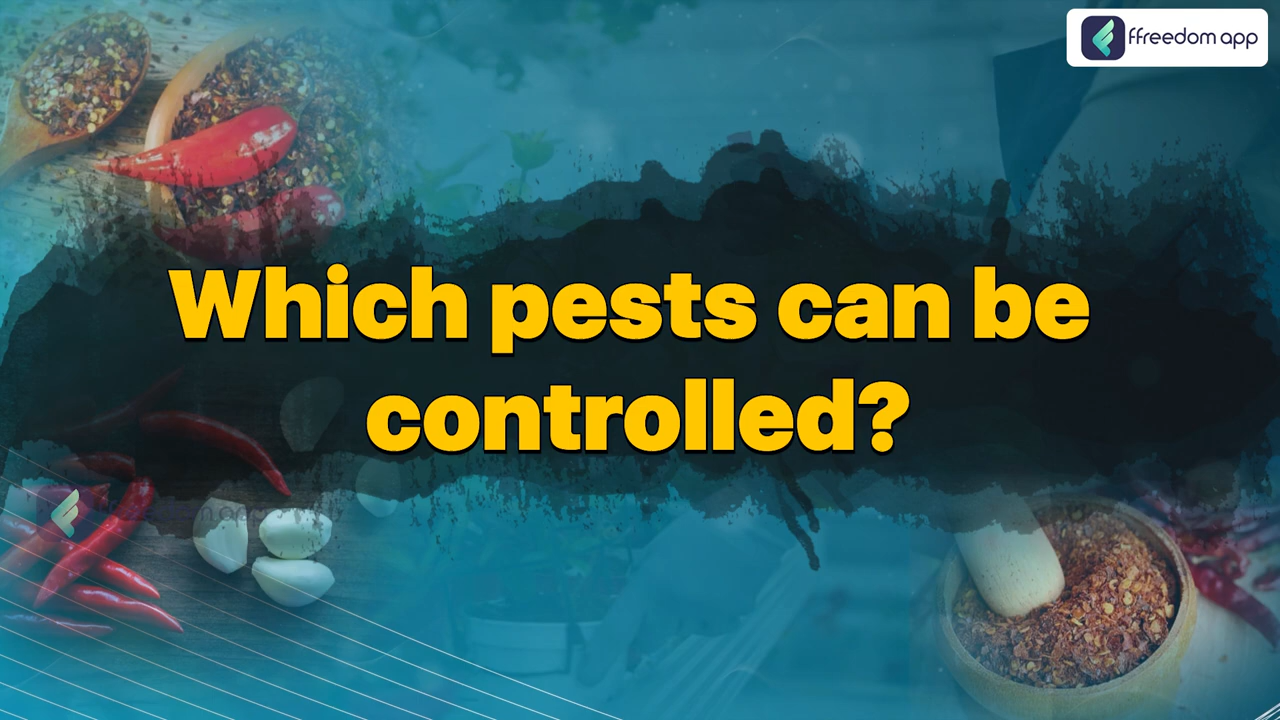 ffreedom app
Which pests can be
controlled?